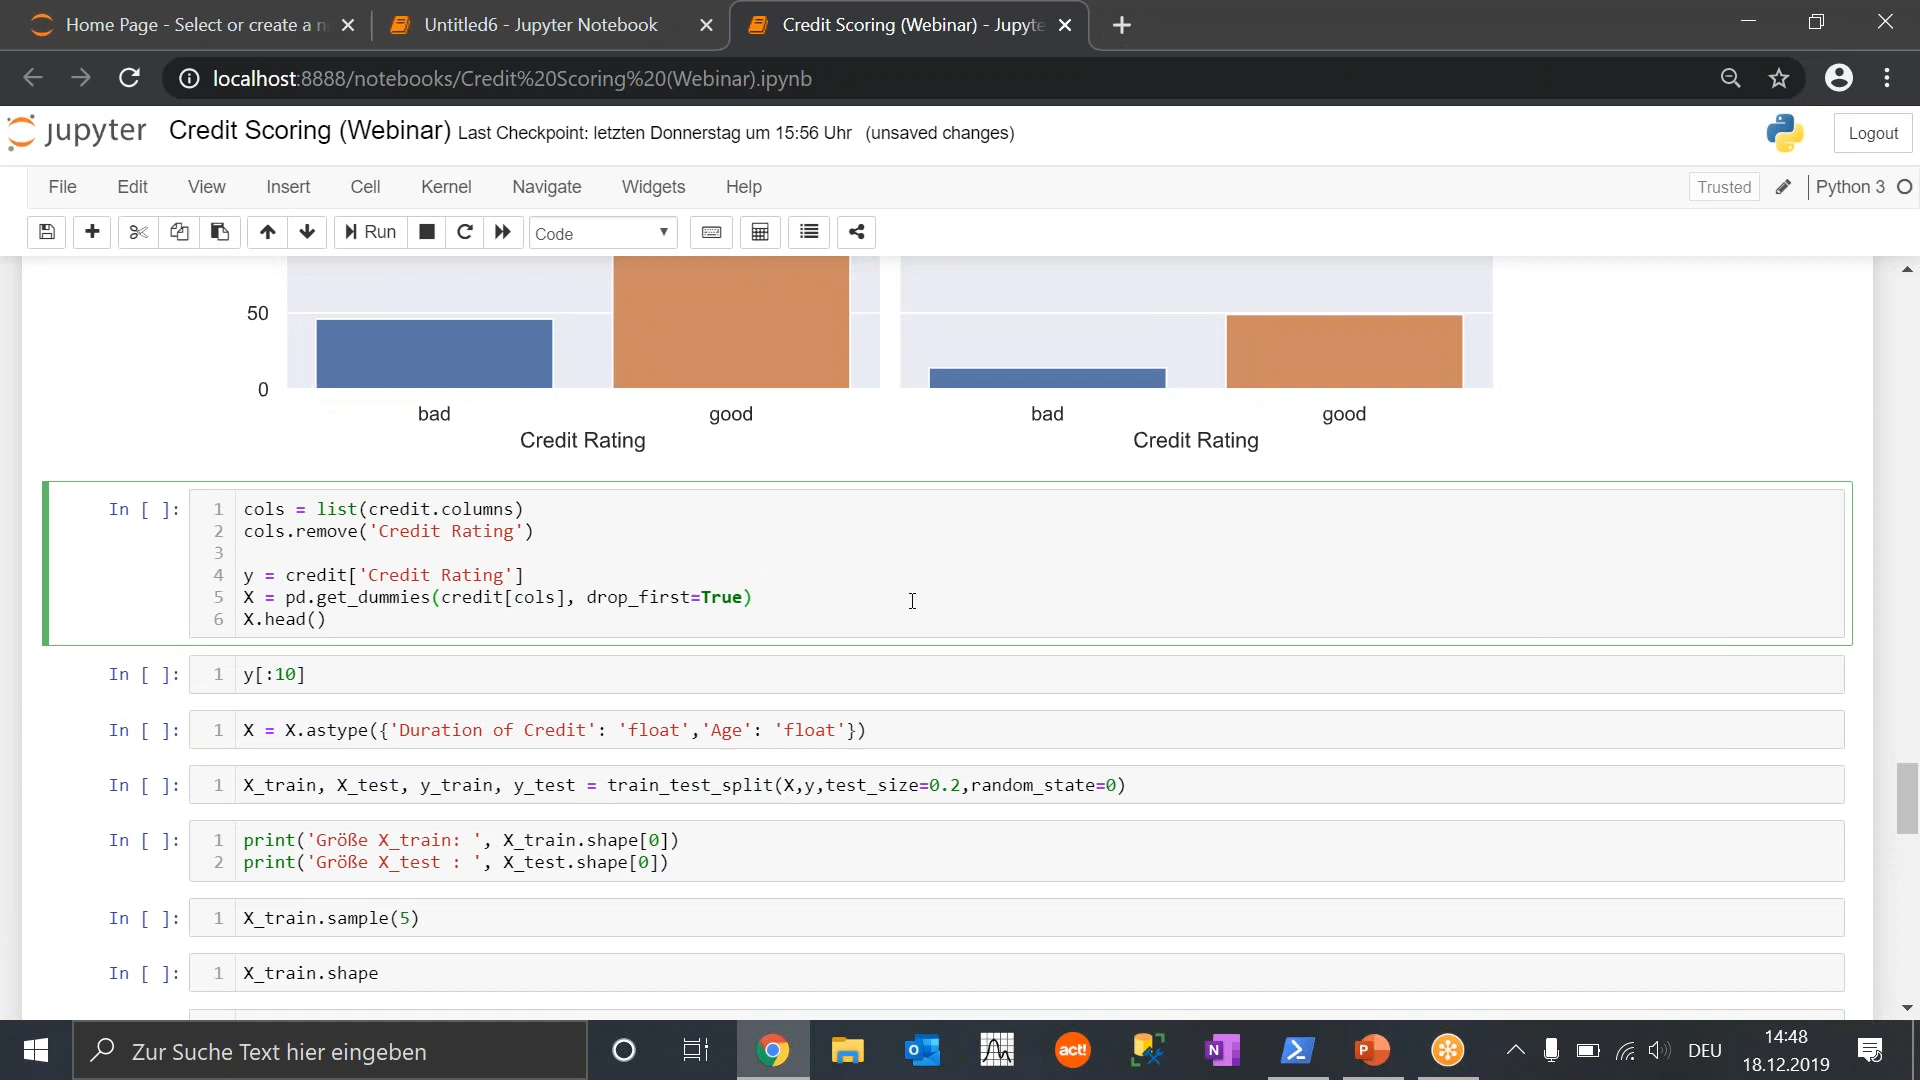 Home Page - Select or create a n
Untitled6 - Jupyter Notebook
Credit Scoring (Webinar) - Jupyte
localhost:8888/notebooks/Credit%20Scoring%20(Webinar).ipynb
jupyter Credit Scoring (Webinar) Last Checkpoint: letzten Donnerstag um 15:56 Uhr (unsaved changes)
Logout
File Edit View Insert Cell Kernel Navigate Widgets Help
Trusted Python 3
Run Code
50
0
bad good bad good
Credit Rating Credit Rating
In [ ]: 1 cols = list(credit.columns)
2 cols.remove('Credit Rating')
3
4 y = credit['Credit Rating']
5 X = pd.get_dummies(credit[cols], drop_first=True)
6 X.head()
In [ ]: 1 y[:10]
In [ ]: 1 X = X.astype({'Duration of Credit': 'float','Age': 'float'})
In [ ]: 1 X_train, X_test, y_train, y_test = train_test_split(X,y,test_size=0.2,random_state=0)
In [ ]: 1 print('Größe X_train: ', X_train.shape[0])
2 print('Größe X_test : ', X_test.shape[0])
In [ ]: 1 X_train.sample(5)
In [ ]: 1 X_train.shape
Zur Suche Text hier eingeben
act!
DEU
14:48
18.12.2019